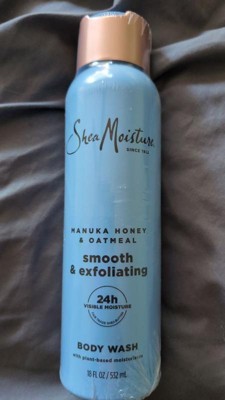 SheaMoisture
SINCE 1912
MANUKA HONEY
& OATMEAL
smooth
& exfoliating
24h
VISIBLE MOISTURE
BODY WASH
with plant-based moisturizers
18 FL OZ / 532 mL